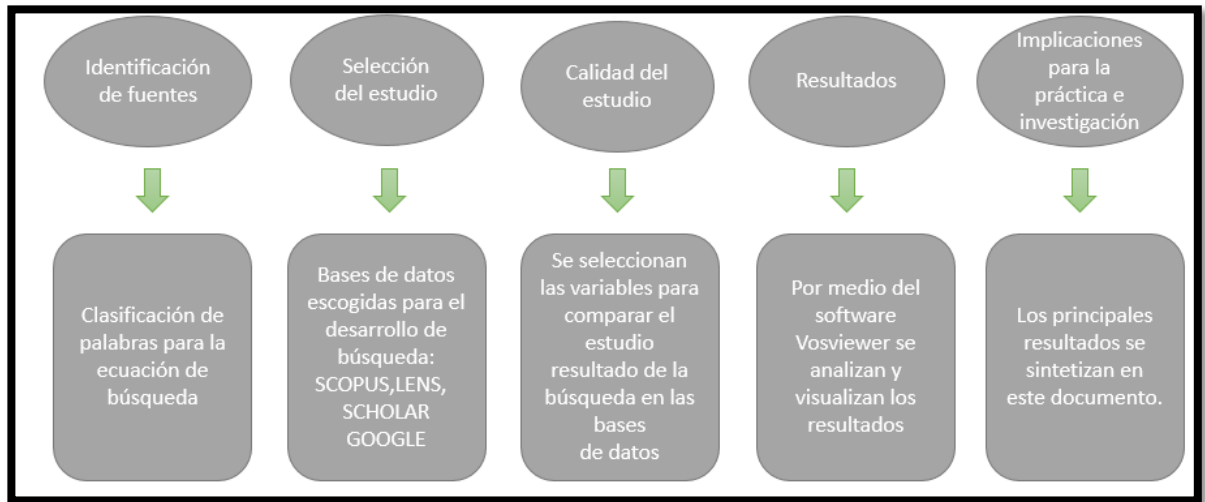 Identificación
de fuentes
Selección
del estudio
Calidad del
estudio
Resultados
Implicaciones
para la
práctica e
investigación
Clasificación de
palabras para la
ecuación de
búsqueda
Bases de datos
escogidas para el
desarrollo de
búsqueda:
SCOPUS,LENS,
SCHOLAR
GOOGLE
Se seleccionan
las variables para
comparar el
estudio
resultado de la
búsqueda en las
bases
de datos
Por medio del
software
Vosviewer se
analizan y
visualizan los
resultados
Los principales
resultados se
sintetizan en
este documento.